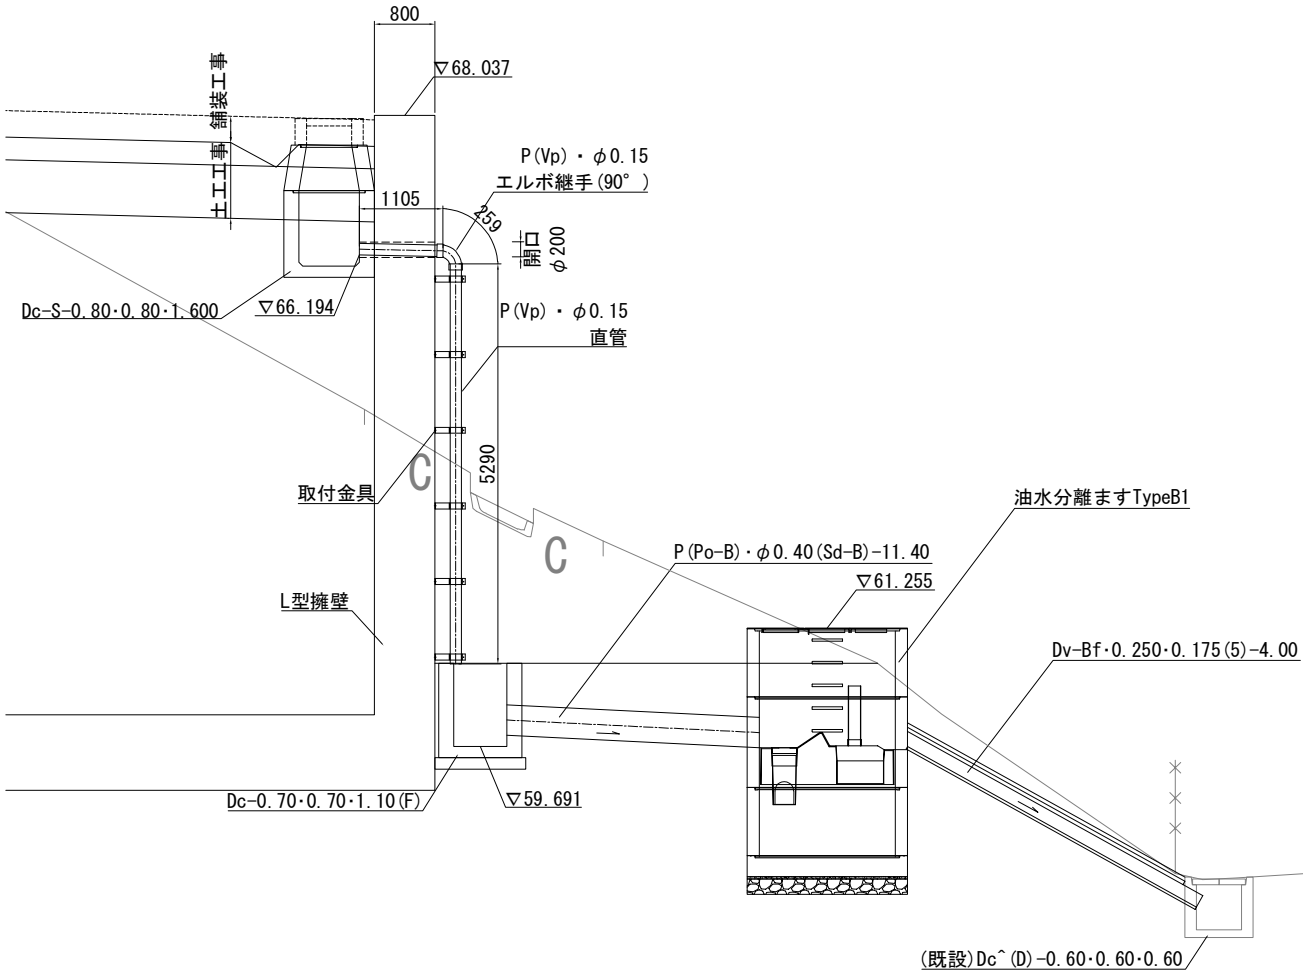 800
▽68.037
舗装工事
土工工事
P(Vp)・φ0.15
エルボ継手(90°)
1105
259
開口
φ200
Dc-S-0.80･0.80･1.600
▽66.194
P(Vp)・φ0.15
直管
5290
C
取付金具
C
油水分離ますTypeB1
P(Po-B)･φ0.40(Sd-B)-11.40
▽61.255
L型擁壁
Dv-Bf･0.250･0.175(5)-4.00
Dc-0.70･0.70･1.10(F)
▽59.691
(既設)Dc^(D)-0.60･0.60･0.60